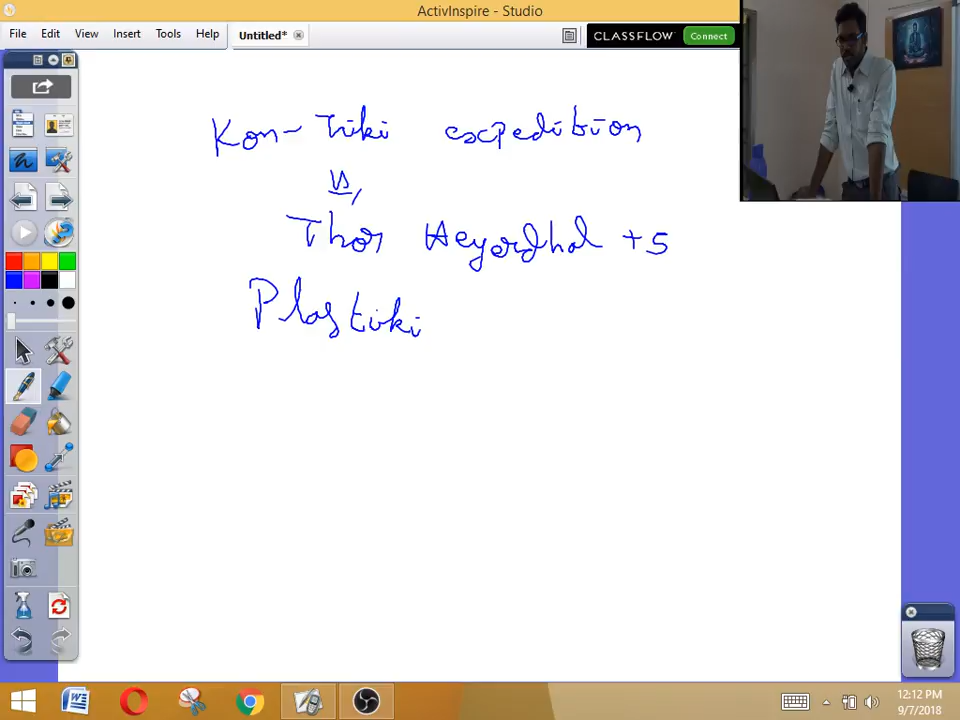 ActivInspire - Studio
File Edit View Insert Tools Help Untitled* CLASSFLOW Connect
Kon-Tiki expedition
Thor Heyerdhal +5
Plastiki
12:12 PM
9/7/2018